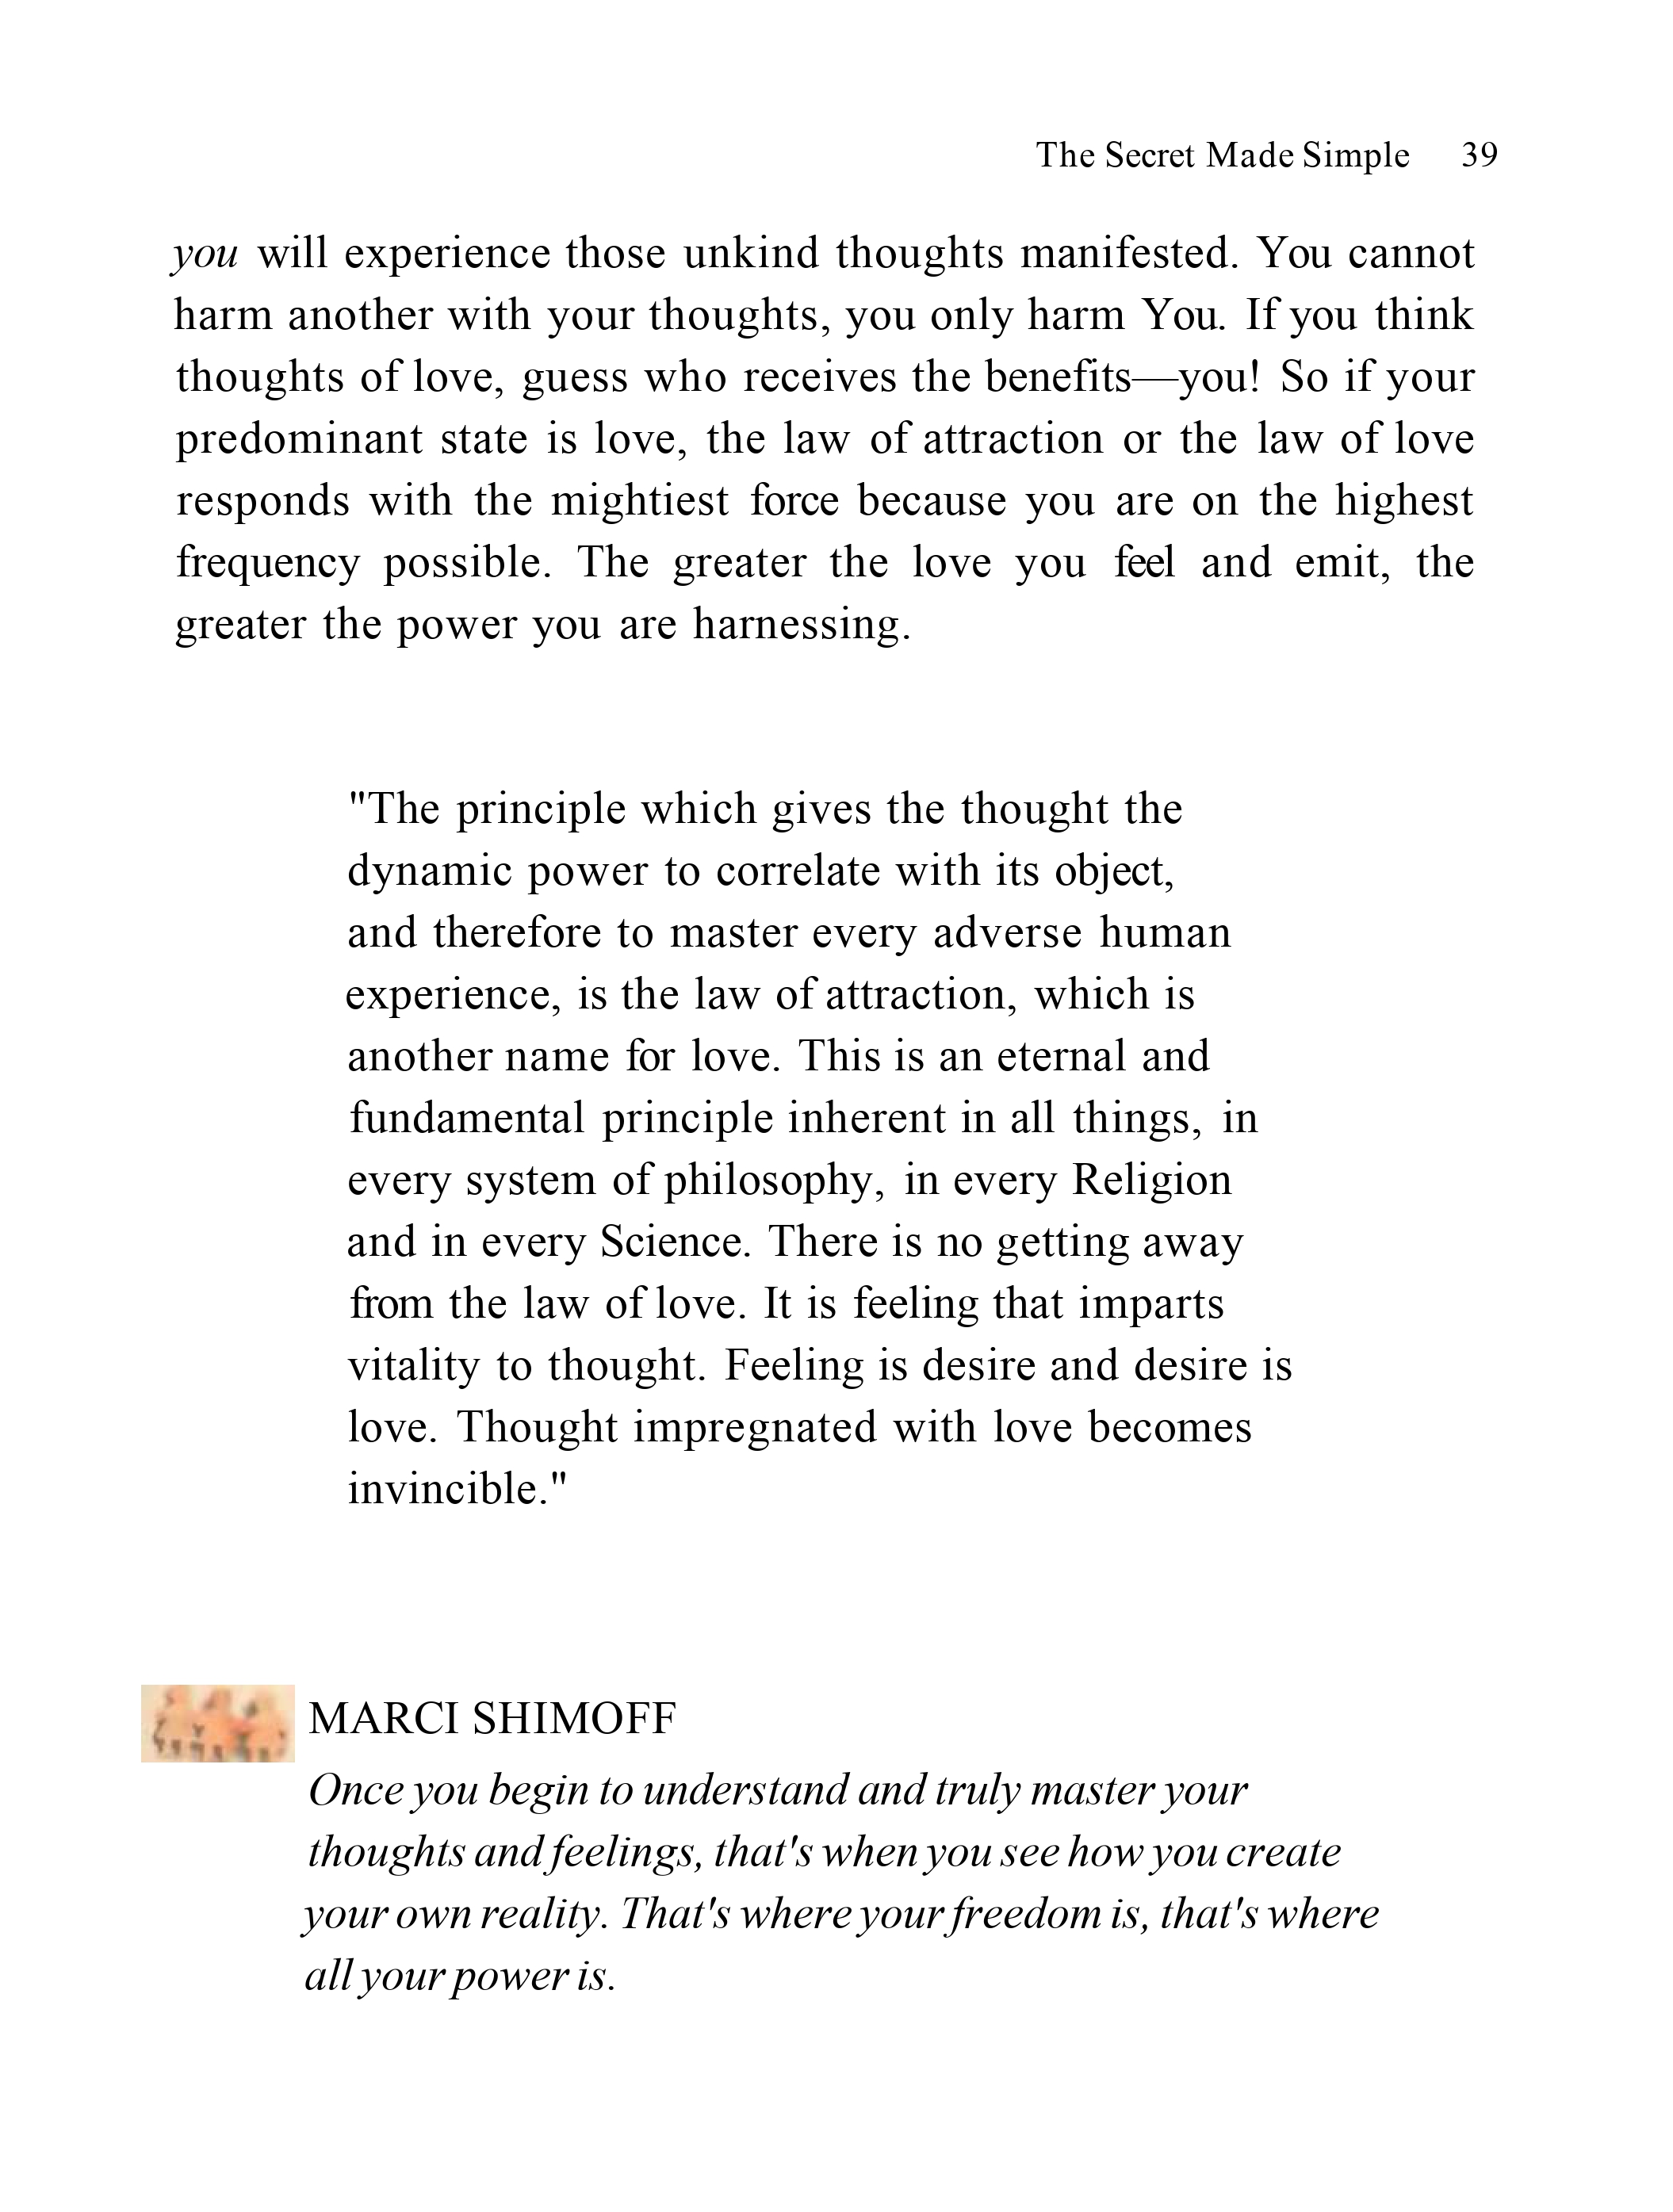 The Secret Made Simple 39
you will experience those unkind thoughts manifested. You cannot
harm another with your thoughts, you only harm You. If you think
thoughts of love, guess who receives the benefits—you! So if your
predominant state is love, the law of attraction or the law of love
responds with the mightiest force because you are on the highest
frequency possible. The greater the love you feel and emit, the
greater the power you are harnessing.
"The principle which gives the thought the
dynamic power to correlate with its object,
and therefore to master every adverse human
experience, is the law of attraction, which is
another name for love. This is an eternal and
fundamental principle inherent in all things, in
every system of philosophy, in every Religion
and in every Science. There is no getting away
from the law of love. It is feeling that imparts
vitality to thought. Feeling is desire and desire is
love. Thought impregnated with love becomes
invincible."
MARCI SHIMOFF
Once you begin to understand and truly master your
thoughts and feelings, that's when you see how you create
your own reality. That's where your freedom is, that's where
all your power is.